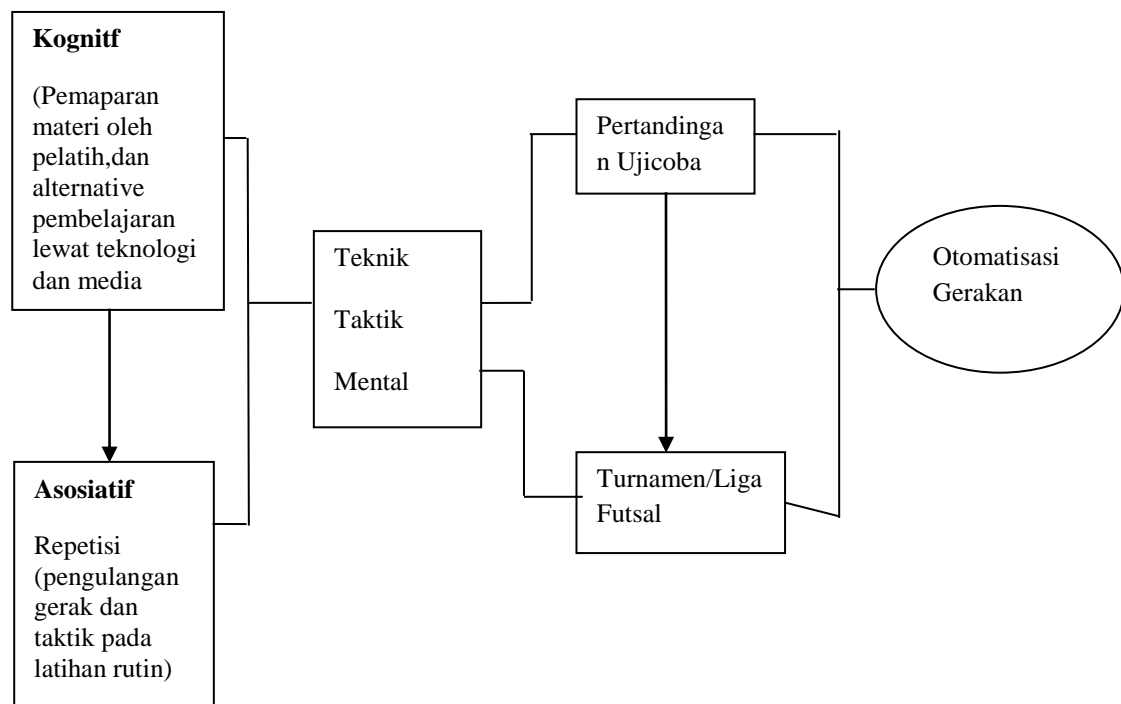 Kognitf
(Pemaparan
materi oleh
pelatih,dan
alternative
pembelajaran
lewat teknologi
dan media
Asosiatif
Repetisi
(pengulangan
gerak dan
taktik pada
latihan rutin)
Teknik
Taktik
Mental
Pertandinga
n Ujicoba
Turnamen/Liga
Futsal
Otomatisasi
Gerakan